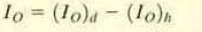 I_O = (I_O)_d − (I_O)_h